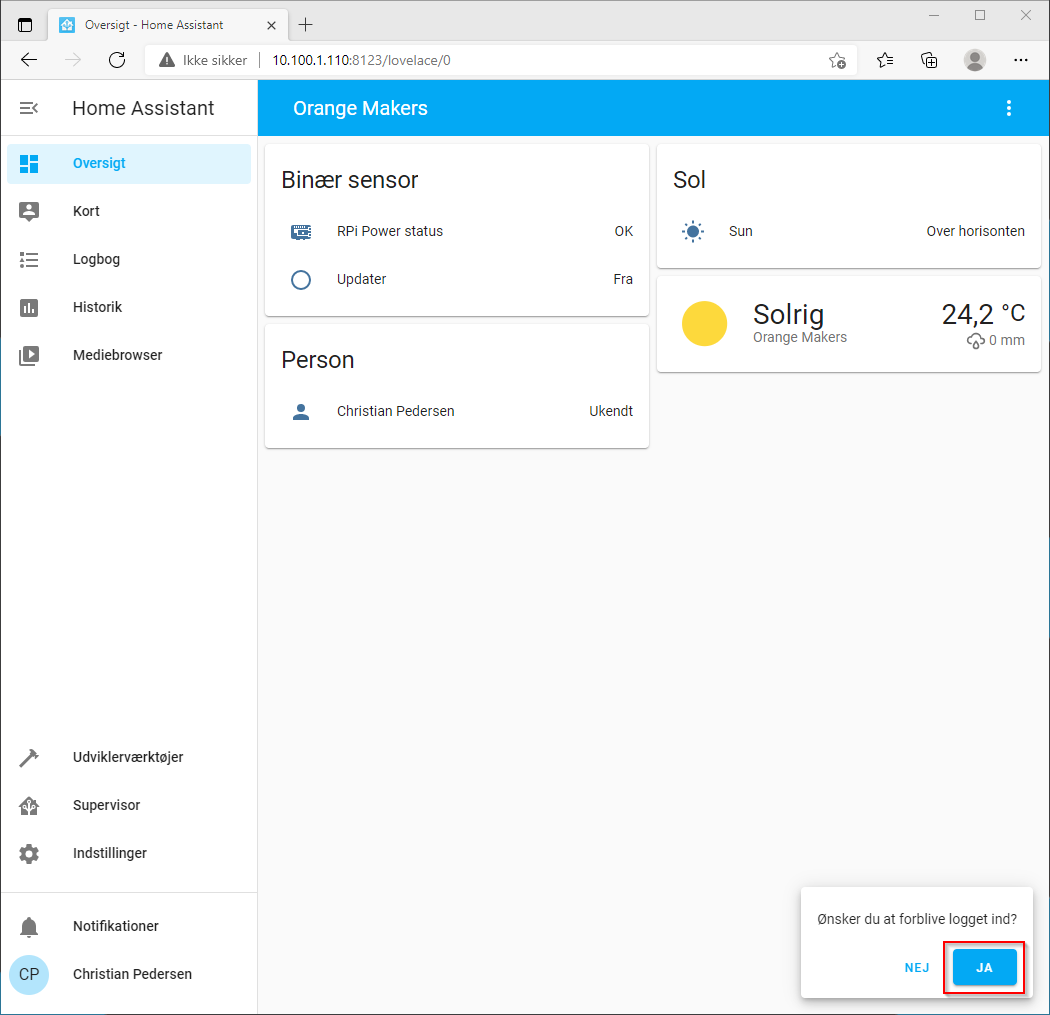 Oversigt - Home Assistant
Ikke sikker 10.100.1.110:8123/lovelace/0
Home Assistant
Orange Makers
Oversigt
Kort
Logbog
Historik
Mediebrowser
Binær sensor
RPi Power status OK
Updater Fra
Person
Christian Pedersen Ukendt
Sol
Sun Over horisonten
Solrig 24,2 °C
Orange Makers 0 mm
Udviklerværktøjer
Supervisor
Indstillinger
Notifikationer
CP Christian Pedersen
Ønsker du at forblive logget ind?
NEJ JA